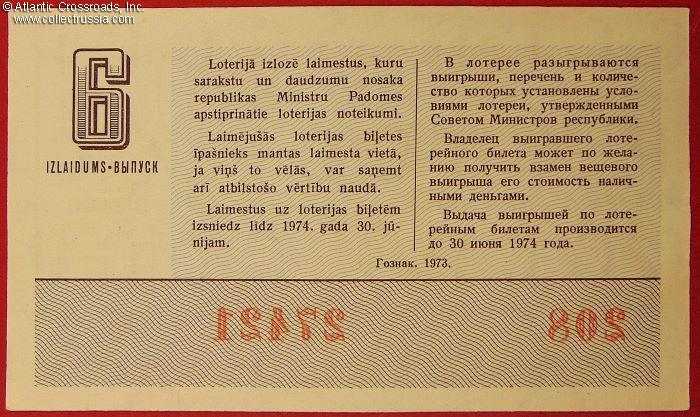 © Atlantic Crossroads, Inc.
www.collectrussia.com
6
IZLAIDUMS • ВЫПУСК
Loterijā izlozē laimestus, kuru
sarakstu un daudzumu nosaka
republikas Ministru Padomes
apstiprinātie loterijas noteikumi.
Laimējušās loterijas biļetes
īpašnieks mantas laimesta vietā,
ja viņš to vēlās, var saņemt
arī atbilstošo vērtību naudā.
Laimestus uz loterijas biļetēm
izsniedz līdz 1974. gada 30. jū-
nijam.
В лотерее разыгрываются
выигрыши, перечень и количе-
ство которых установлены усло-
виями лотереи, утвержденными
Советом Министров республики.
Владелец выигравшего лоте-
рейного билета может по жела-
нию получить взамен вещевого
выигрыша его стоимость налич-
ными деньгами.
Выдача выигрышей по лоте-
рейным билетам производится
до 30 июня 1974 года.
Гознак. 1973.
27421 208